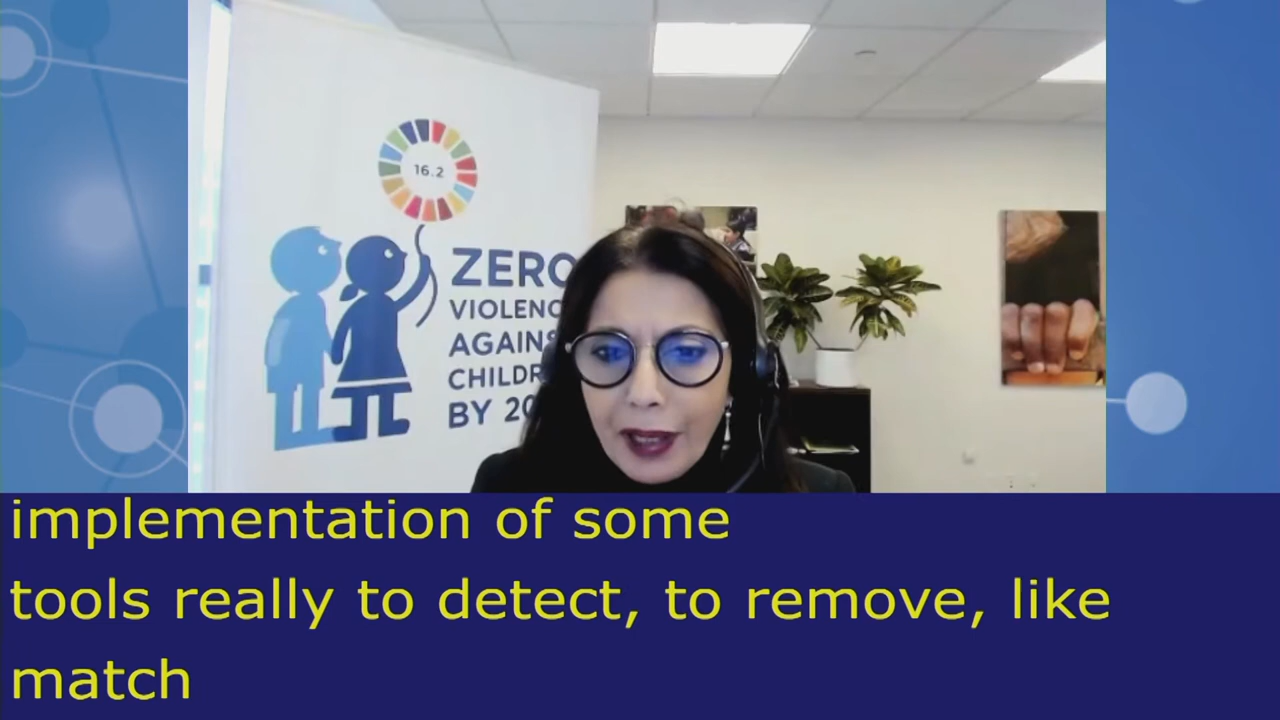 16.2
ZERO
VIOLENC
AGAINS
CHILDR
BY 20
implementation of some
tools really to detect, to remove, like
match